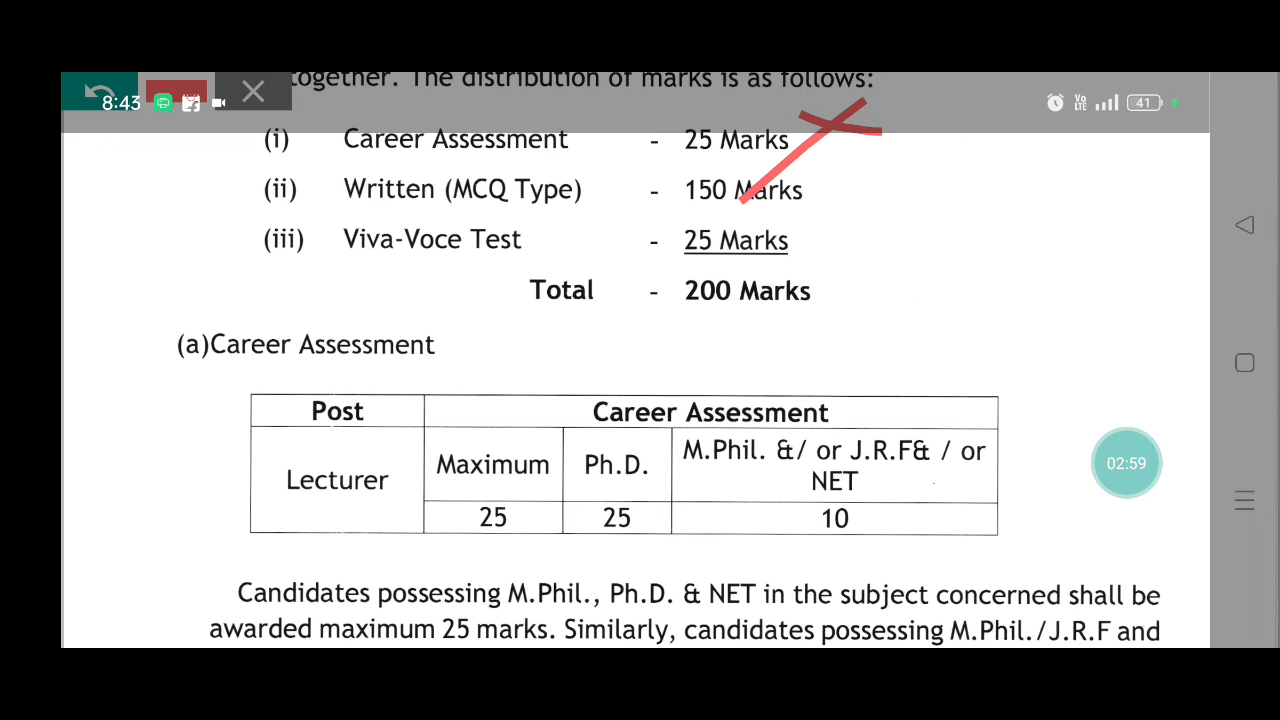 together. The distribution of marks is as follows:
8:43
Vo LTE
41
(i) Career Assessment - 25 Marks
(ii) Written (MCQ Type) - 150 Marks
(iii) Viva-Voce Test - 25 Marks
Total - 200 Marks
(a)Career Assessment
Post Career Assessment
Lecturer Maximum Ph.D. M.Phil. &/ or J.R.F& / or NET
25 25 10
02:59
Candidates possessing M.Phil., Ph.D. & NET in the subject concerned shall be
awarded maximum 25 marks. Similarly, candidates possessing M.Phil./J.R.F and